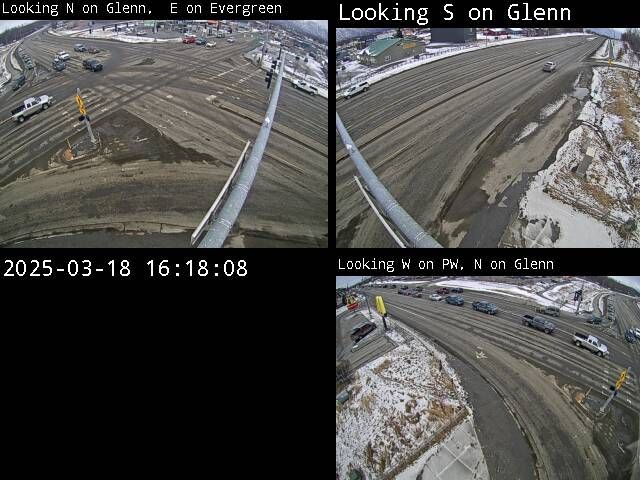 Looking N on Glenn,  E on Evergreen
Looking S on Glenn
2025-03-18 16:18:08
Looking W on PW, N on Glenn